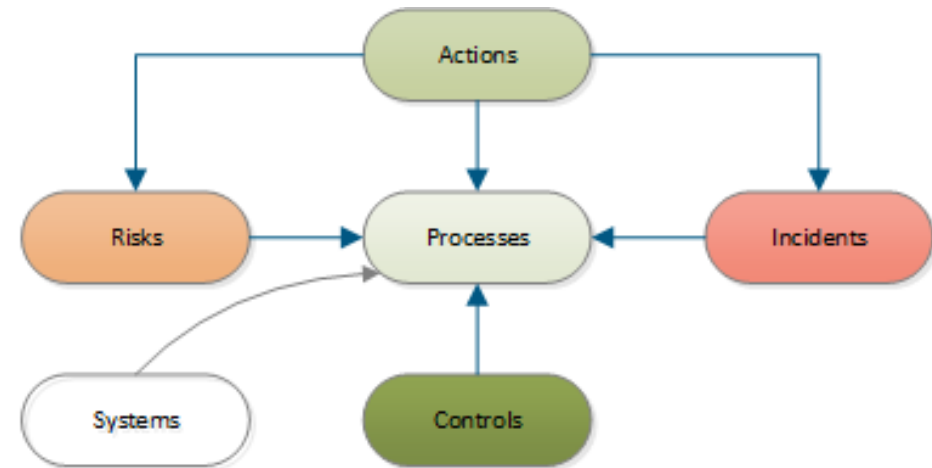 Actions
Risks
Processes
Incidents
Systems
Controls